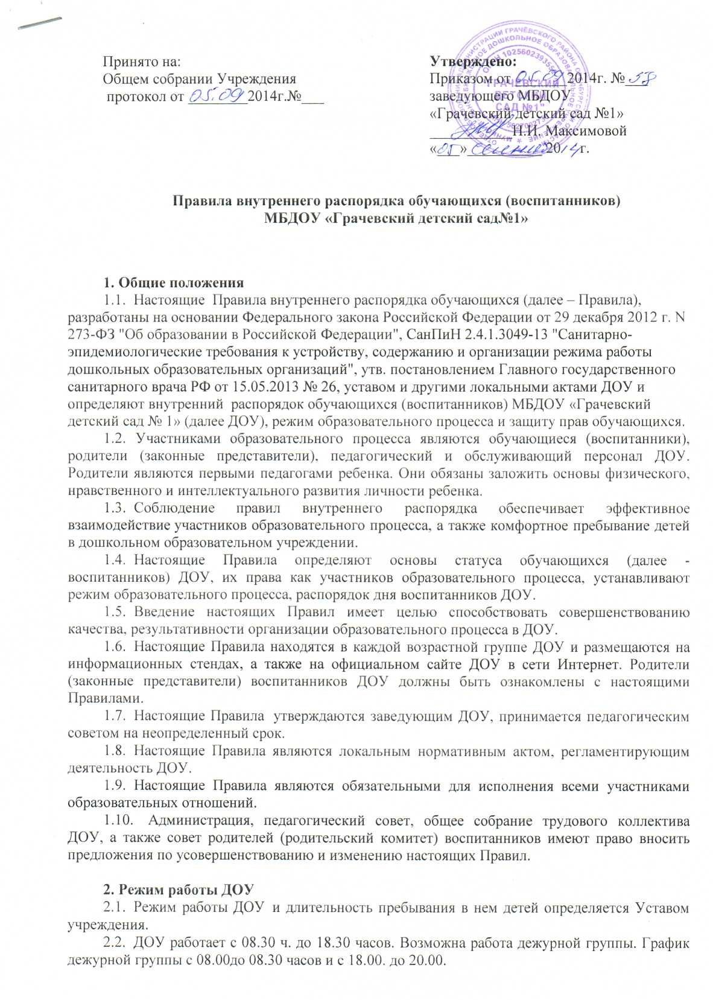 Принято на:
Общем собрании Учреждения
протокол от 05.09 2014г.№___
Утверждено:
Приказом от 05.09 2014г. № 58
заведующего МБДОУ
«Грачевский детский сад №1»
___________ Н.И. Максимовой
«05» сентября 2014г.
ГРАЧЕВСКИЙ
ДЕТСКИЙ
САД №1"
Правила внутреннего распорядка обучающихся (воспитанников)
МБДОУ «Грачевский детский сад№1»
1. Общие положения
1.1. Настоящие Правила внутреннего распорядка обучающихся (далее – Правила),
разработаны на основании Федерального закона Российской Федерации от 29 декабря 2012 г. N
273-ФЗ "Об образовании в Российской Федерации", СанПиН 2.4.1.3049-13 "Санитарно-
эпидемиологические требования к устройству, содержанию и организации режима работы
дошкольных образовательных организаций", утв. постановлением Главного государственного
санитарного врача РФ от 15.05.2013 № 26, уставом и другими локальными актами ДОУ и
определяют внутренний распорядок обучающихся (воспитанников) МБДОУ «Грачевский
детский сад № 1» (далее ДОУ), режим образовательного процесса и защиту прав обучающихся.
1.2. Участниками образовательного процесса являются обучающиеся (воспитанники),
родители (законные представители), педагогический и обслуживающий персонал ДОУ.
Родители являются первыми педагогами ребенка. Они обязаны заложить основы физического,
нравственного и интеллектуального развития личности ребенка.
1.3. Соблюдение правил внутреннего распорядка обеспечивает эффективное
взаимодействие участников образовательного процесса, а также комфортное пребывание детей
в дошкольном образовательном учреждении.
1.4. Настоящие Правила определяют основы статуса обучающихся (далее -
воспитанников) ДОУ, их права как участников образовательного процесса, устанавливают
режим образовательного процесса, распорядок дня воспитанников ДОУ.
1.5. Введение настоящих Правил имеет целью способствовать совершенствованию
качества, результативности организации образовательного процесса в ДОУ.
1.6. Настоящие Правила находятся в каждой возрастной группе ДОУ и размещаются на
информационных стендах, а также на официальном сайте ДОУ в сети Интернет. Родители
(законные представители) воспитанников ДОУ должны быть ознакомлены с настоящими
Правилами.
1.7. Настоящие Правила утверждаются заведующим ДОУ, принимается педагогическим
советом на неопределенный срок.
1.8. Настоящие Правила являются локальным нормативным актом, регламентирующим
деятельность ДОУ.
1.9. Настоящие Правила являются обязательными для исполнения всеми участниками
образовательных отношений.
1.10. Администрация, педагогический совет, общее собрание трудового коллектива
ДОУ, а также совет родителей (родительский комитет) воспитанников имеют право вносить
предложения по усовершенствованию и изменению настоящих Правил.
2. Режим работы ДОУ
2.1. Режим работы ДОУ и длительность пребывания в нем детей определяется Уставом
учреждения.
2.2. ДОУ работает с 08.30 ч. до 18.30 часов. Возможна работа дежурной группы. График
дежурной группы с 08.00до 08.30 часов и с 18.00. до 20.00.